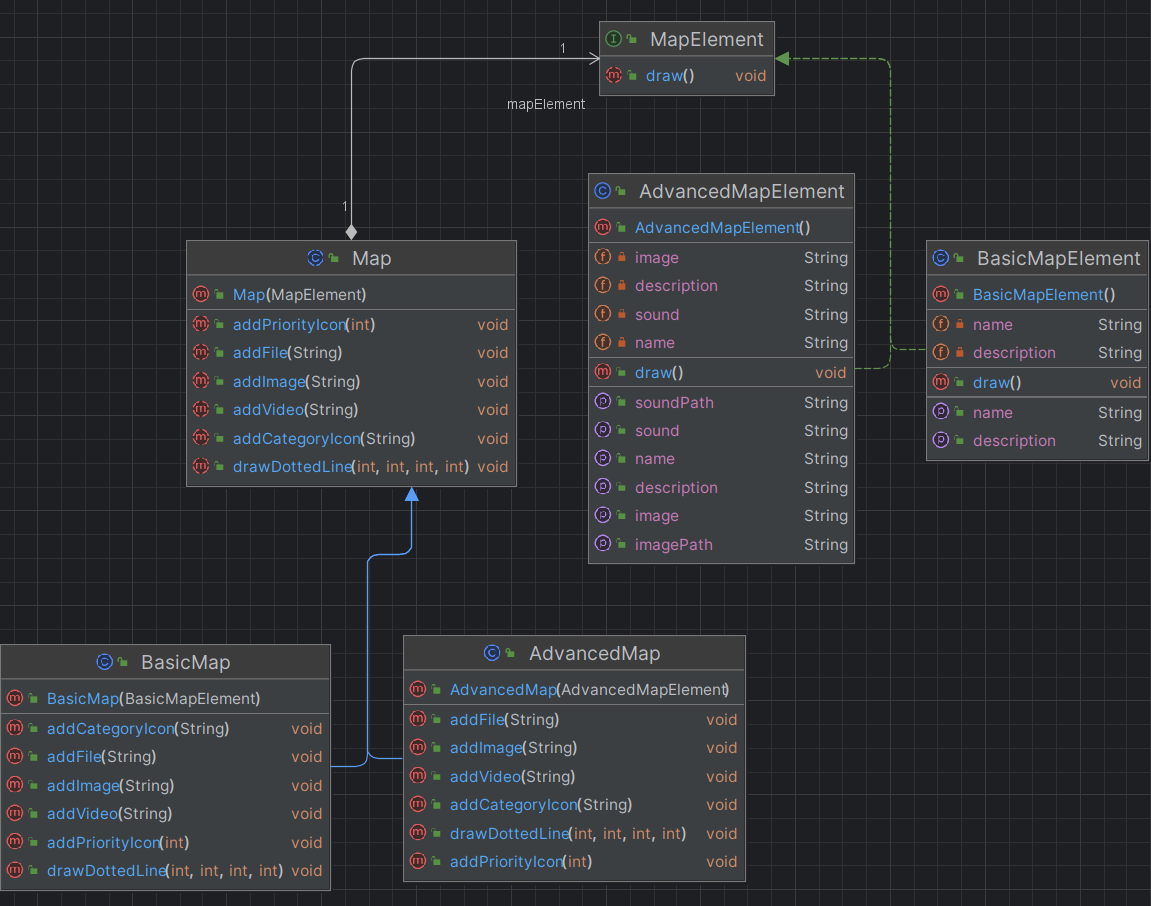 MapElement
draw() void
1
mapElement
1
Map
Map(MapElement)
addPriorityIcon(int) void
addFile(String) void
addImage(String) void
addVideo(String) void
addCategoryIcon(String) void
drawDottedLine(int, int, int, int) void
AdvancedMapElement
AdvancedMapElement()
image String
description String
sound String
name String
draw() void
soundPath String
sound String
name String
description String
image String
imagePath String
BasicMapElement
BasicMapElement()
name String
description String
draw() void
name String
description String
BasicMap
BasicMap(BasicMapElement)
addCategoryIcon(String) void
addFile(String) void
addImage(String) void
addVideo(String) void
addPriorityIcon(int) void
drawDottedLine(int, int, int, int) void
AdvancedMap
AdvancedMap(AdvancedMapElement)
addFile(String) void
addImage(String) void
addVideo(String) void
addCategoryIcon(String) void
drawDottedLine(int, int, int, int) void
addPriorityIcon(int) void